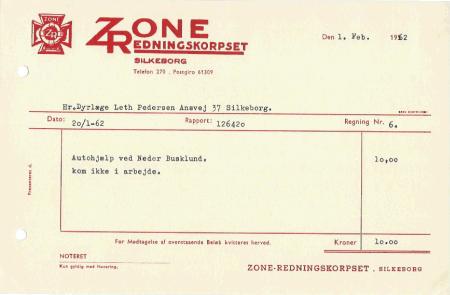 ZONE
ZR
ZONE
REDNINGSKORPSET
SILKEBORG
Telefon 270 . Postgiro 61309
Den 1. Feb. 1962
Hr.Dyrlæge Leth Pedersen Ansvej 37 Silkeborg.
Dato: 20/1-62 Rapport: 126420 Regning Nr. 6.
Autohjælp ved Neder Busklund. 10,00
kom ikke i arbejde.
For Modtagelse af ovenstaaende Beløb kvitteres herved. Kroner 10.00
NOTERET
Kun gyldig med Notering.
ZONE-REDNINGSKORPSET . SILKEBORG